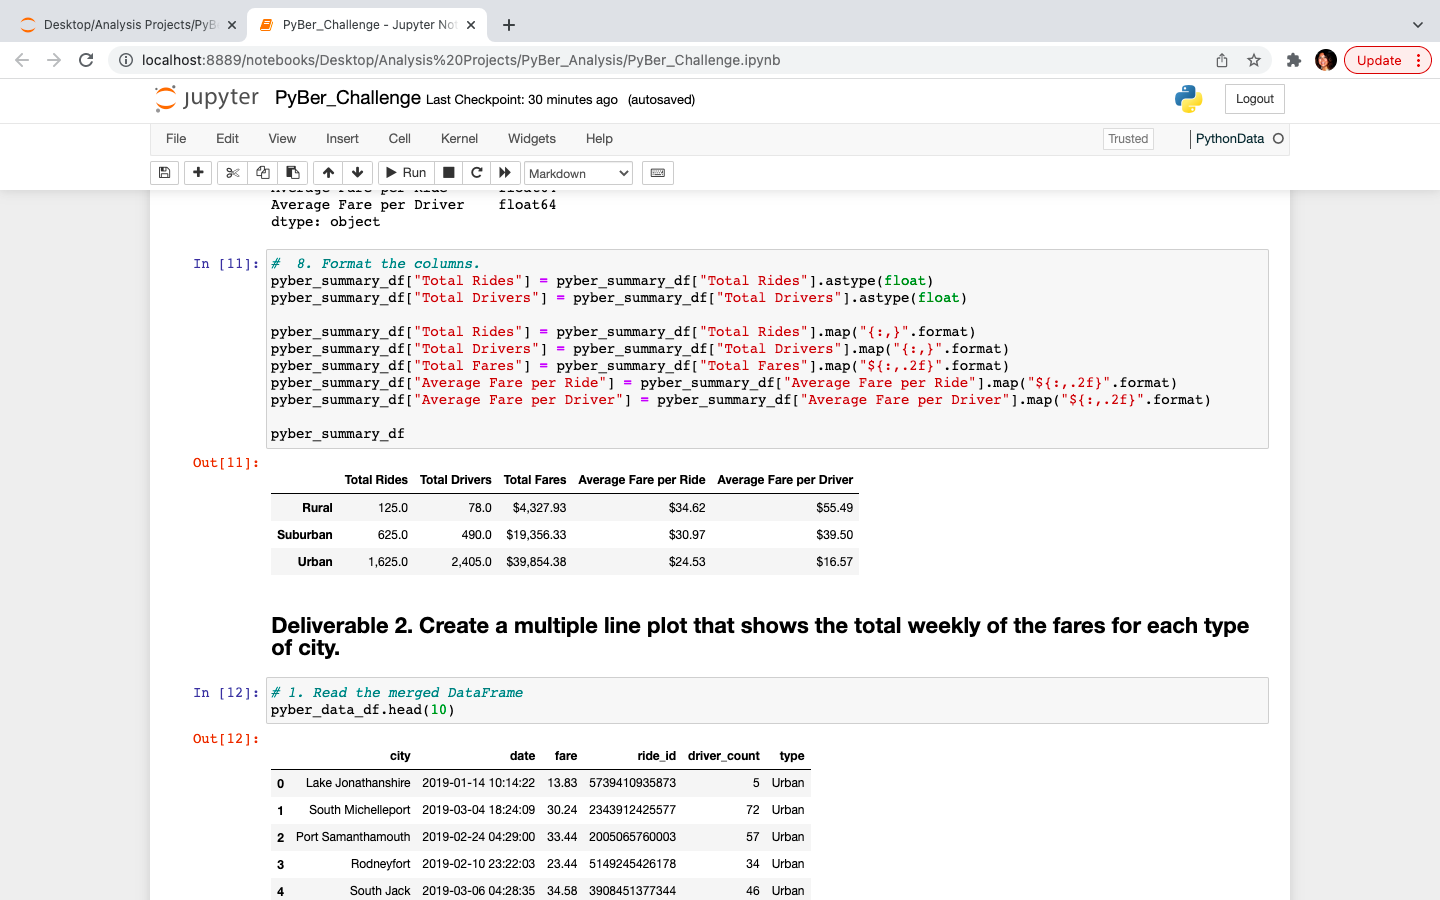 Desktop/Analysis Projects/PyB
PyBer_Challenge - Jupyter Not
localhost:8889/notebooks/Desktop/Analysis%20Projects/PyBer_Analysis/PyBer_Challenge.ipynb
Update
jupyter PyBer_Challenge Last Checkpoint: 30 minutes ago (autosaved)
Logout
File Edit View Insert Cell Kernel Widgets Help
Trusted
PythonData
Run
Markdown
Average Fare per Ride float64
Average Fare per Driver float64
dtype: object
In [11]: # 8. Format the columns.
pyber_summary_df["Total Rides"] = pyber_summary_df["Total Rides"].astype(float)
pyber_summary_df["Total Drivers"] = pyber_summary_df["Total Drivers"].astype(float)
pyber_summary_df["Total Rides"] = pyber_summary_df["Total Rides"].map("{:,}".format)
pyber_summary_df["Total Drivers"] = pyber_summary_df["Total Drivers"].map("{:,}".format)
pyber_summary_df["Total Fares"] = pyber_summary_df["Total Fares"].map("${:,.2f}".format)
pyber_summary_df["Average Fare per Ride"] = pyber_summary_df["Average Fare per Ride"].map("${:,.2f}".format)
pyber_summary_df["Average Fare per Driver"] = pyber_summary_df["Average Fare per Driver"].map("${:,.2f}".format)
pyber_summary_df
Out[11]:
Total Rides Total Drivers Total Fares Average Fare per Ride Average Fare per Driver
Rural 125.0 78.0 $4,327.93 $34.62 $55.49
Suburban 625.0 490.0 $19,356.33 $30.97 $39.50
Urban 1,625.0 2,405.0 $39,854.38 $24.53 $16.57
Deliverable 2. Create a multiple line plot that shows the total weekly of the fares for each type
of city.
In [12]: # 1. Read the merged DataFrame
pyber_data_df.head(10)
Out[12]:
city date fare ride_id driver_count type
0 Lake Jonathanshire 2019-01-14 10:14:22 13.83 5739410935873 5 Urban
1 South Michelleport 2019-03-04 18:24:09 30.24 2343912425577 72 Urban
2 Port Samanthamouth 2019-02-24 04:29:00 33.44 2005065760003 57 Urban
3 Rodneyfort 2019-02-10 23:22:03 23.44 5149245426178 34 Urban
4 South Jack 2019-03-06 04:28:35 34.58 3908451377344 46 Urban